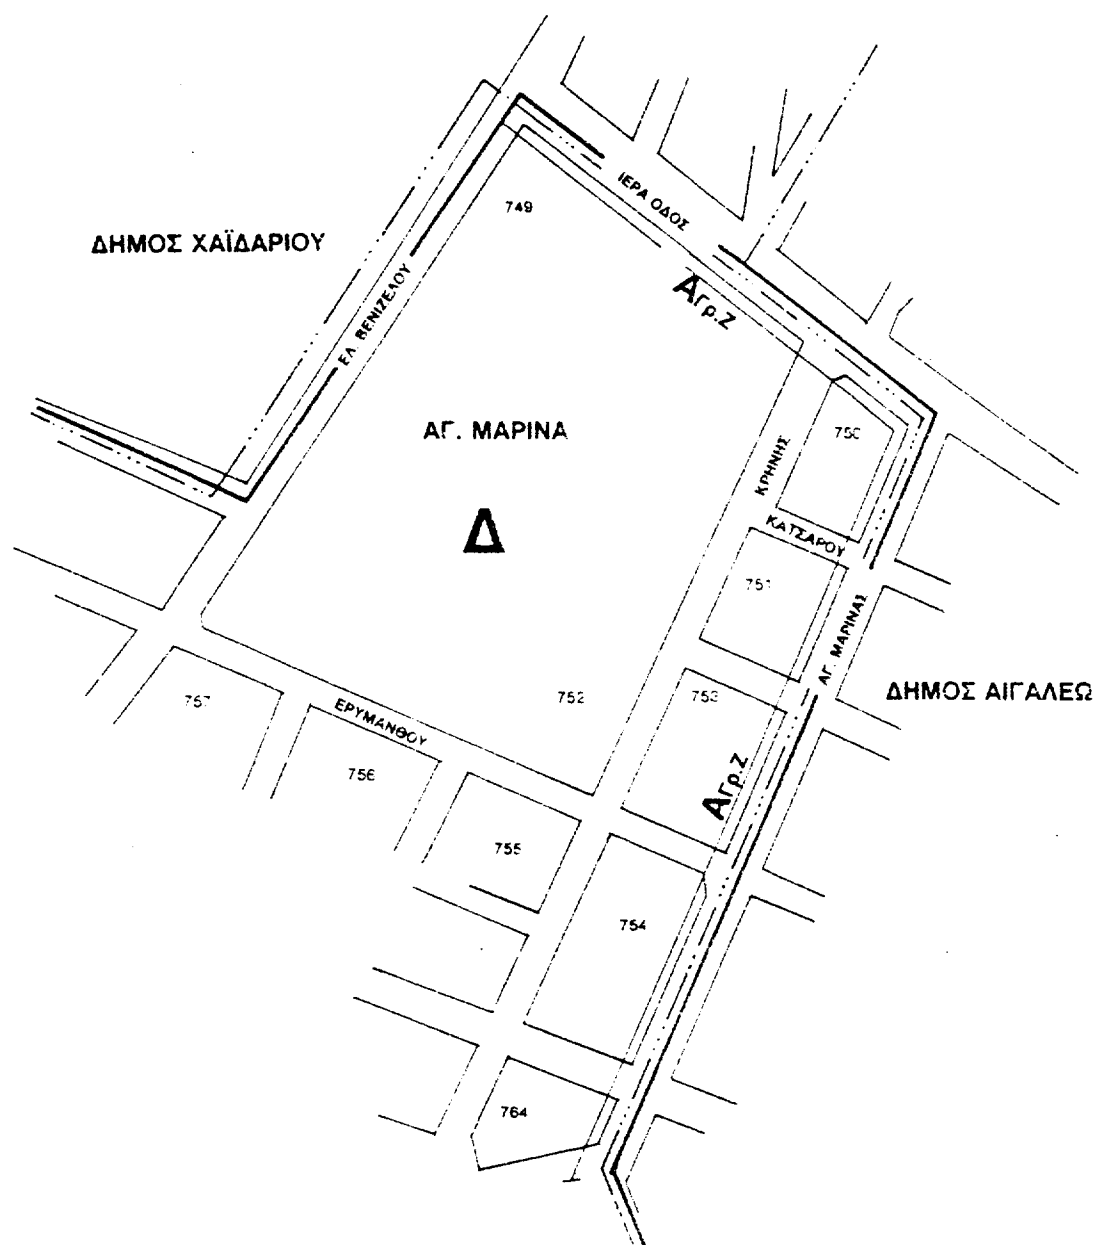 749
ΙΕΡΑ ΟΔΟΣ
ΔΗΜΟΣ ΧΑΪΔΑΡΙΟΥ
ΕΛ. ΒΕΝΙΖΕΛΟΥ
Αγρ.Ζ
ΑΓ. ΜΑΡΙΝΑ
750
ΚΡΗΝΗΣ
Δ
ΚΑΤΣΑΡΟΥ
751
ΑΓ. ΜΑΡΙΝΑΣ
ΔΗΜΟΣ ΑΙΓΑΛΕΩ
757
ΕΡΥΜΑΝΘΟΥ
752
753
756
Αγρ.Ζ
755
754
764